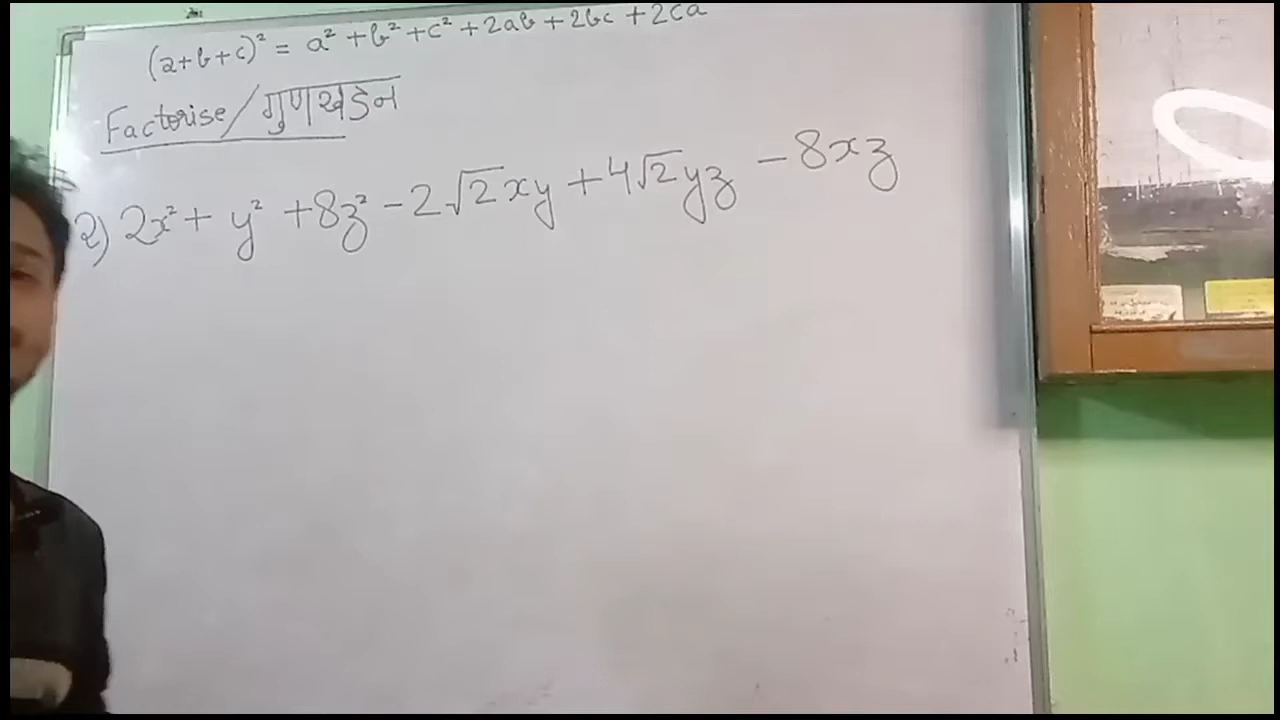 (a+b+c)² = a² + b² + c² + 2ab + 2bc + 2ca
Factorise/गुणखंडन
2) 2x² + y² + 8z² - 2√2xy + 4√2yz - 8xz